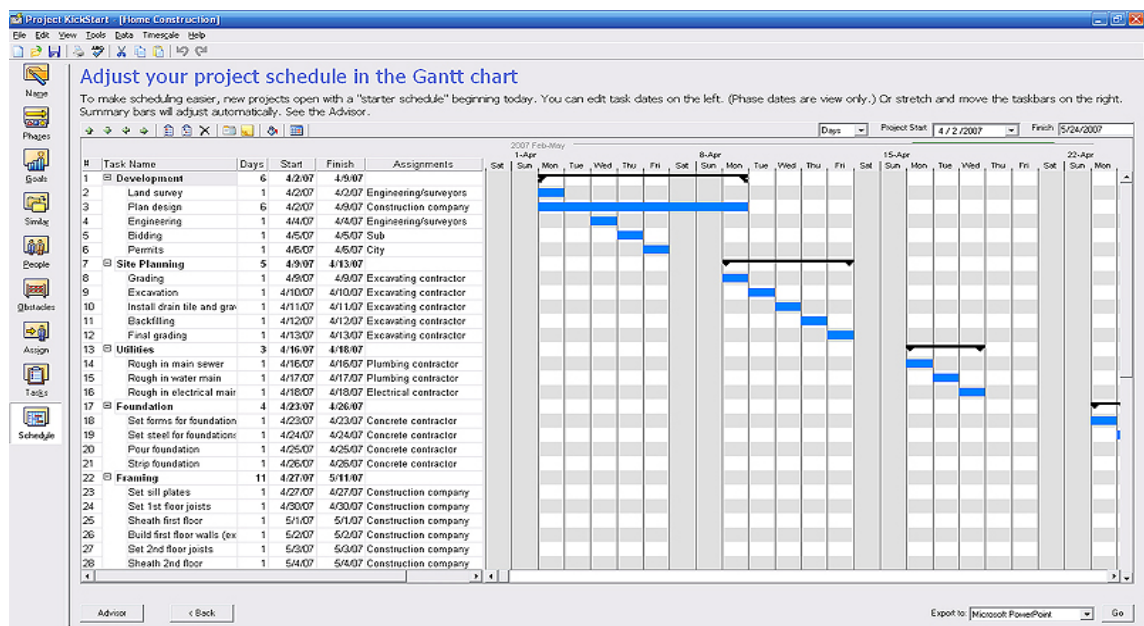 Project KickStart - [Home Construction]
File Edit View Tools Data Timescale Help
Name
Phases
Goals
Similar
People
Obstacles
Assign
Tasks
Schedule
Adjust your project schedule in the Gantt chart
To make scheduling easier, new projects open with a "starter schedule" beginning today. You can edit task dates on the left. (Phase dates are view only.) Or stretch and move the taskbars on the right.
Summary bars will adjust automatically. See the Advisor.
Days Project Start 4/2/2007 Finish 5/24/2007
2007 Feb-May
1-Apr 8-Apr 15-Apr 22-Apr
# Task Name Days Start Finish Assignments Sat Sun Mon Tue Wed Thu Fri Sat Sun Mon Tue Wed Thu Fri Sat Sun Mon Tue Wed Thu Fri Sat Sun Mon
1 Development 6 4/2/07 4/9/07
2 Land survey 1 4/2/07 4/2/07 Engineering/surveyors
3 Plan design 6 4/2/07 4/9/07 Construction company
4 Engineering 1 4/4/07 4/4/07 Engineering/surveyors
5 Bidding 1 4/5/07 4/5/07 Sub
6 Permits 1 4/6/07 4/6/07 City
7 Site Planning 5 4/9/07 4/13/07
8 Grading 1 4/9/07 4/9/07 Excavating contractor
9 Excavation 1 4/10/07 4/10/07 Excavating contractor
10 Install drain tile and grav 1 4/11/07 4/11/07 Excavating contractor
11 Backfilling 1 4/12/07 4/12/07 Excavating contractor
12 Final grading 1 4/13/07 4/13/07 Excavating contractor
13 Utilities 3 4/16/07 4/18/07
14 Rough in main sewer 1 4/16/07 4/16/07 Plumbing contractor
15 Rough in water main 1 4/17/07 4/17/07 Plumbing contractor
16 Rough in electrical main 1 4/18/07 4/18/07 Electrical contractor
17 Foundation 4 4/23/07 4/26/07
18 Set forms for foundation 1 4/23/07 4/23/07 Concrete contractor
19 Set steel for foundations 1 4/24/07 4/24/07 Concrete contractor
20 Pour foundation 1 4/25/07 4/25/07 Concrete contractor
21 Strip foundation 1 4/26/07 4/26/07 Concrete contractor
22 Framing 11 4/27/07 5/11/07
23 Set sill plates 1 4/27/07 4/27/07 Construction company
24 Set 1st floor joists 1 4/30/07 4/30/07 Construction company
25 Sheath first floor 1 5/1/07 5/1/07 Construction company
26 Build first floor walls (ex 1 5/2/07 5/2/07 Construction company
27 Set 2nd floor joists 1 5/3/07 5/3/07 Construction company
28 Sheath 2nd floor 1 5/4/07 5/4/07 Construction company
Advisor < Back Export to: Microsoft PowerPoint Go